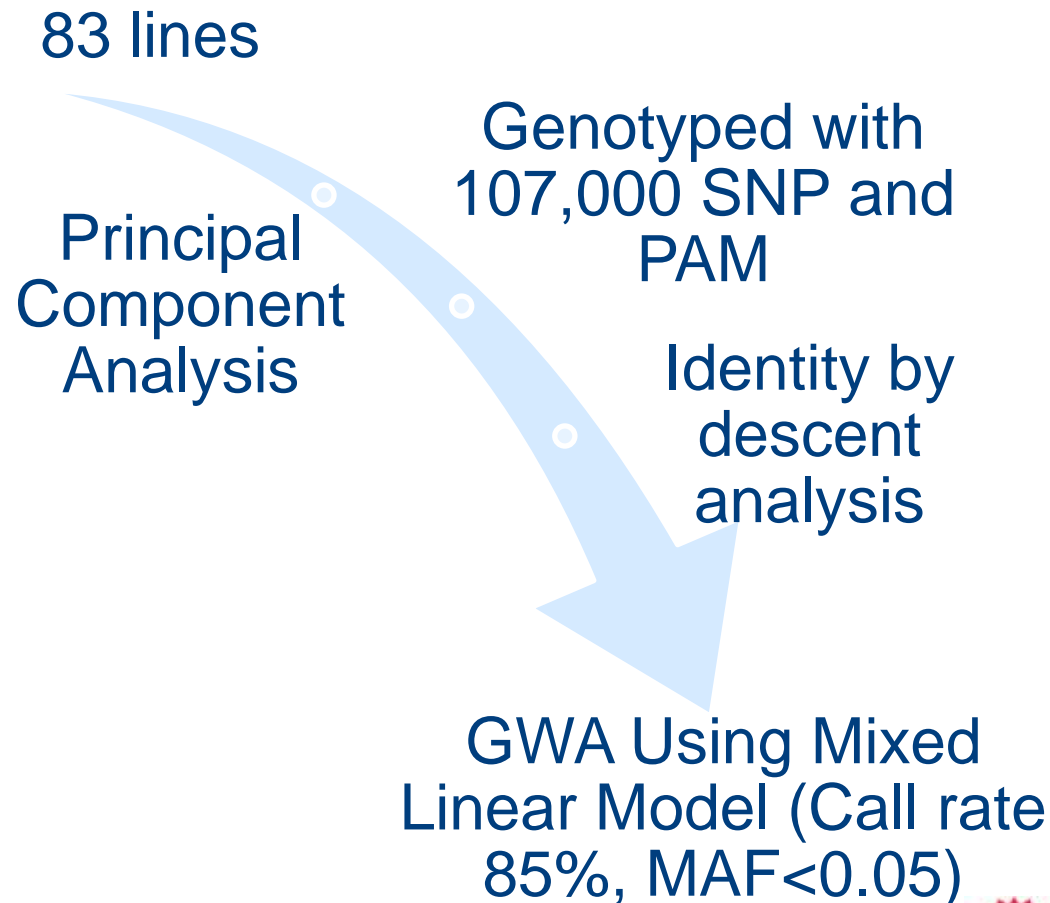 83 lines
Genotyped with
107,000 SNP and
PAM
Principal
Component
Analysis
Identity by
descent
analysis
GWA Using Mixed
Linear Model (Call rate
85%, MAF<0.05)